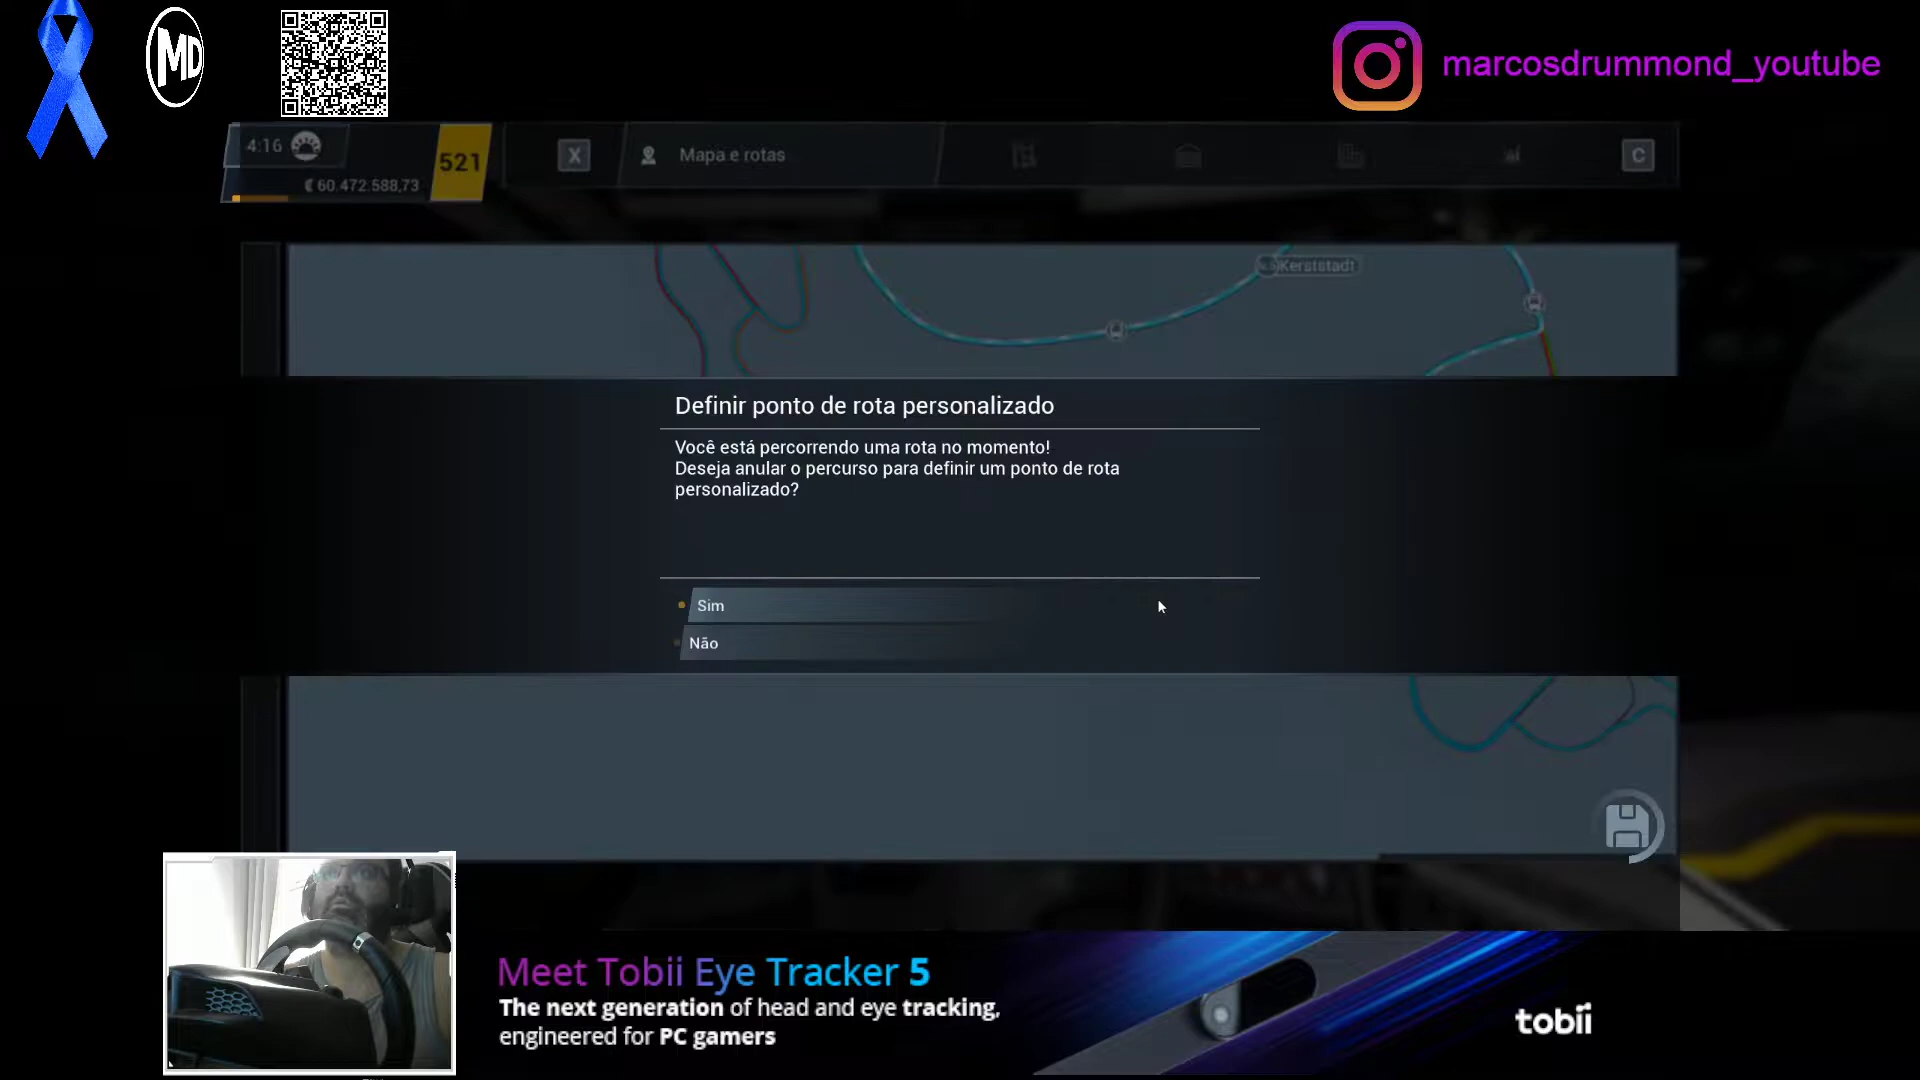 MD
marcosdrummond_youtube
4:16
521
60.472.588,73
X
Mapa e rotas
C
Kerststadt
Definir ponto de rota personalizado
Você está percorrendo uma rota no momento!
Deseja anular o percurso para definir um ponto de rota
personalizado?
Sim
Não
Meet Tobii Eye Tracker 5
The next generation of head and eye tracking,
engineered for PC gamers
tobii